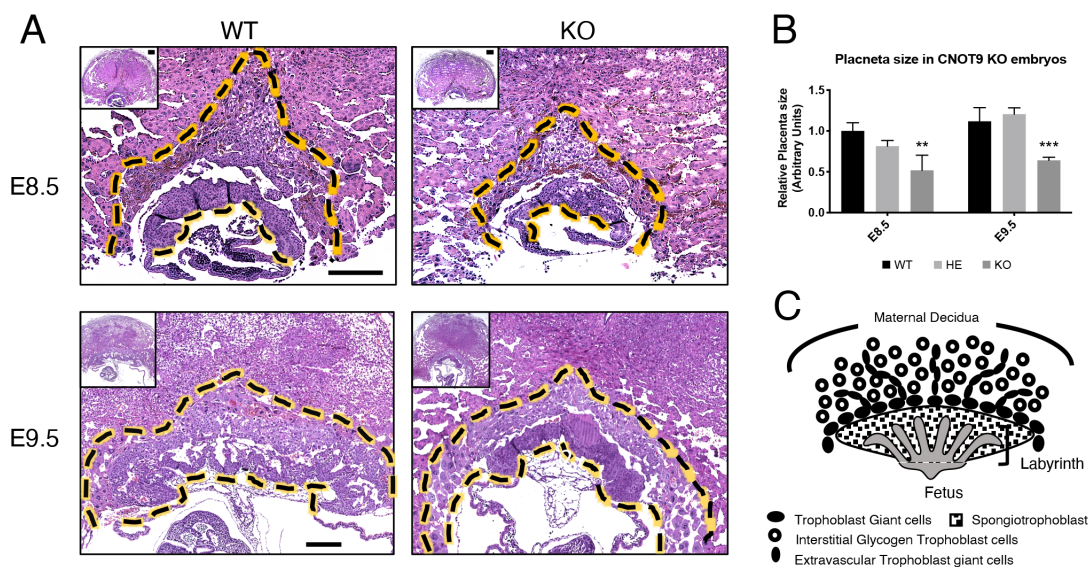 A
WT
KO
E8.5
E9.5
B
Placneta size in CNOT9 KO embryos
Relative Placenta size
(Arbitrary Units)
1.5
1.0
0.5
0.0
**
***
E8.5
E9.5
WT HE KO
C
Maternal Decidua
Labyrinth
Fetus
Trophoblast Giant cells Spongiotrophoblast
Interstitial Glycogen Trophoblast cells
Extravascular Trophoblast giant cells